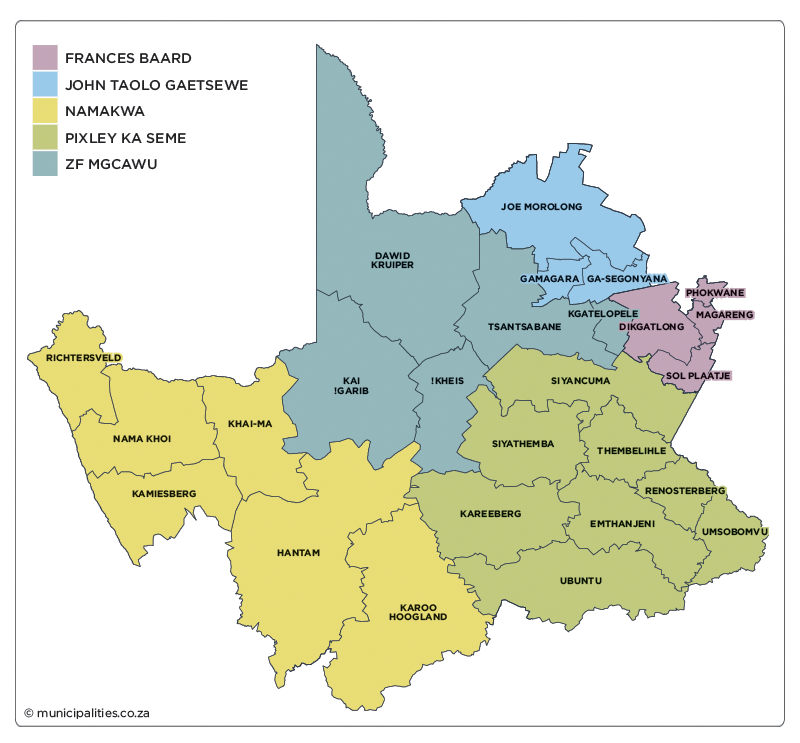 FRANCES BAARD
JOHN TAOLO GAETSEWE
NAMAKWA
PIXLEY KA SEME
ZF MGCAWU
JOE MOROLONG
DAWID
KRUIPER
GAMAGARA
GA-SEGONYANA
PHOKWANE
KGATELOPELE
MAGARENG
TSANTSABANE
DIKGATLONG
RICHTERSVELD
SOL PLAATJE
KAI
!GARIB
!KHEIS
SIYANCUMA
KHAI-MA
NAMA KHOI
SIYATHEMBA
THEMBELIHLE
KAMIESBERG
RENOSTERBERG
KAREEBERG
EMTHANJENI
UMSOBOMVU
HANTAM
UBUNTU
KAROO
HOOGLAND
© municipalities.co.za